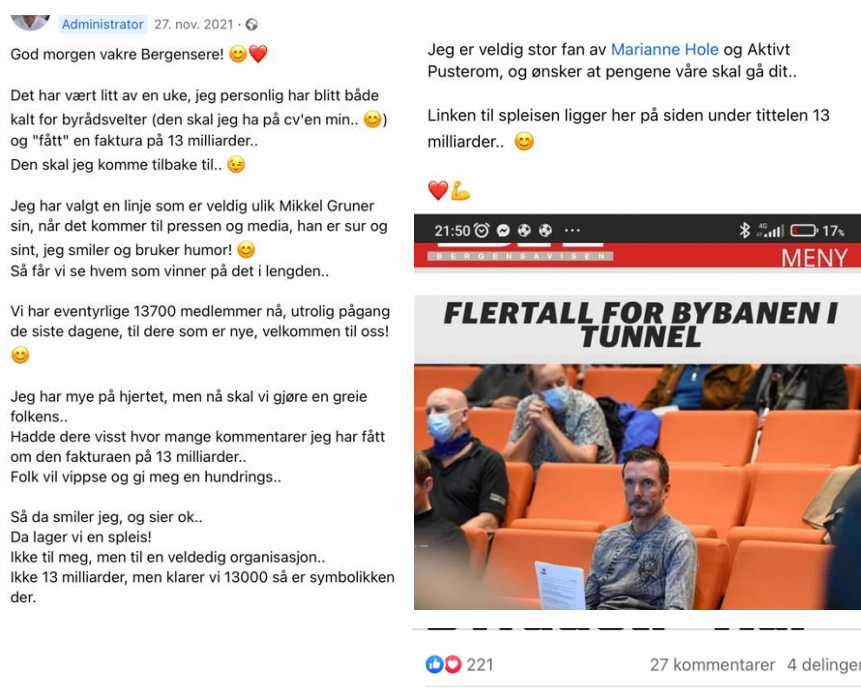 Administrator 27. nov. 2021 ·
God morgen vakre Bergensere! 😊❤️
Det har vært litt av en uke, jeg personlig har blitt både
kalt for byrådsvelter (den skal jeg ha på cv'en min.. 😊)
og "fått" en faktura på 13 milliarder..
Den skal jeg komme tilbake til.. 😉
Jeg har valgt en linje som er veldig ulik Mikkel Gruner
sin, når det kommer til pressen og media, han er sur og
sint, jeg smiler og bruker humor! 😊
Så får vi se hvem som vinner på det i lengden..
Vi har eventyrlige 13700 medlemmer nå, utrolig pågang
de siste dagene, til dere som er nye, velkommen til oss!
😊
Jeg har mye på hjertet, men nå skal vi gjøre en greie
folkens..
Hadde dere visst hvor mange kommentarer jeg har fått
om den fakturaen på 13 milliarder..
Folk vil vippse og gi meg en hundrings..
Så da smiler jeg, og sier ok..
Da lager vi en spleis!
Ikke til meg, men til en veldedig organisasjon..
Ikke 13 milliarder, men klarer vi 13000 så er symbolikken
der.
Jeg er veldig stor fan av Marianne Hole og Aktivt
Pusterom, og ønsker at pengene våre skal gå dit..
Linken til spleisen ligger her på siden under tittelen 13
milliarder.. 😊
❤️💪
21:50 ... 4G 17%
BERGENSAVISEN
MENY
FLERTALL FOR BYBANEN I
TUNNEL
221 27 kommentarer 4 delinger